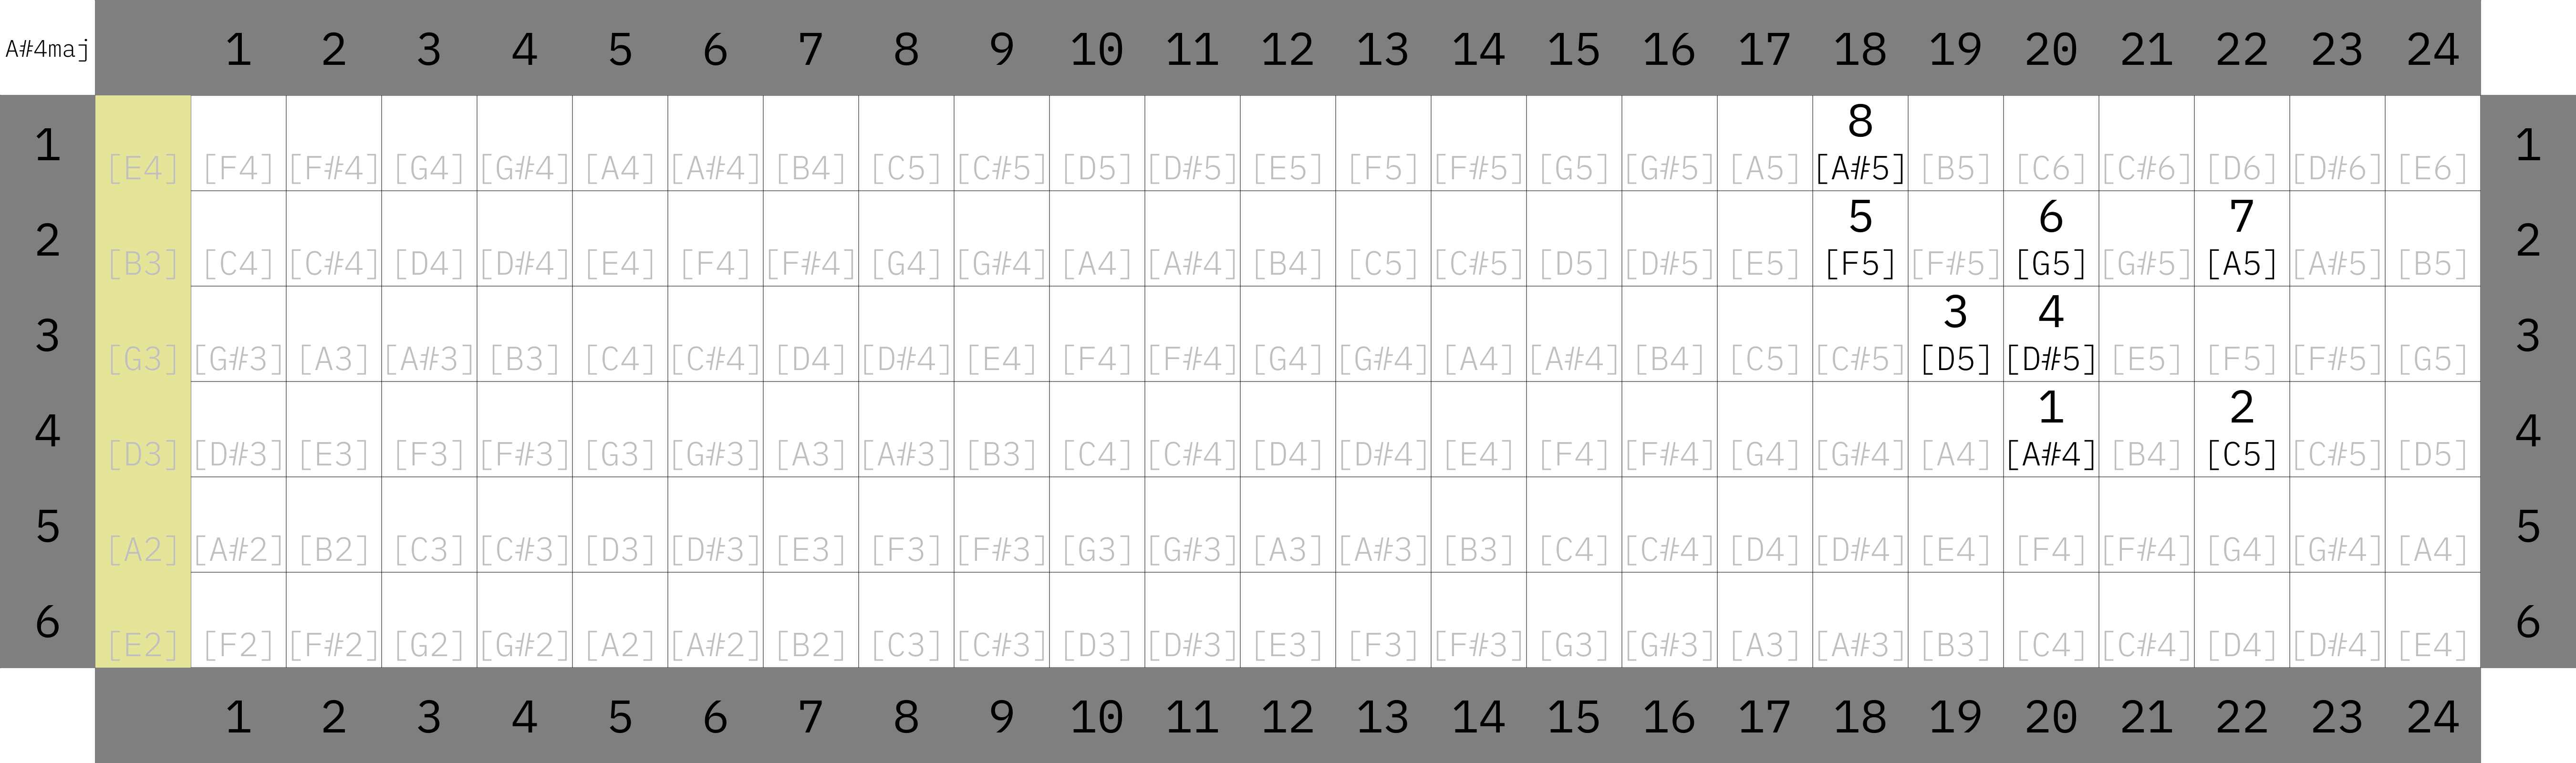 A#4maj 1 2 3 4 5 6 7 8 9 10 11 12 13 14 15 16 17 18 19 20 21 22 23 24
8
1 [E4] [F4] [F#4] [G4] [G#4] [A4] [A#4] [B4] [C5] [C#5] [D5] [D#5] [E5] [F5] [F#5] [G5] [G#5] [A5] [A#5] [B5] [C6] [C#6] [D6] [D#6] [E6] 1
5 6 7
2 [B3] [C4] [C#4] [D4] [D#4] [E4] [F4] [F#4] [G4] [G#4] [A4] [A#4] [B4] [C5] [C#5] [D5] [D#5] [E5] [F5] [F#5] [G5] [G#5] [A5] [A#5] [B5] 2
3 4
3 [G3] [G#3] [A3] [A#3] [B3] [C4] [C#4] [D4] [D#4] [E4] [F4] [F#4] [G4] [G#4] [A4] [A#4] [B4] [C5] [C#5] [D5] [D#5] [E5] [F5] [F#5] [G5] 3
1 2
4 [D3] [D#3] [E3] [F3] [F#3] [G3] [G#3] [A3] [A#3] [B3] [C4] [C#4] [D4] [D#4] [E4] [F4] [F#4] [G4] [G#4] [A4] [A#4] [B4] [C5] [C#5] [D5] 4
5 [A2] [A#2] [B2] [C3] [C#3] [D3] [D#3] [E3] [F3] [F#3] [G3] [G#3] [A3] [A#3] [B3] [C4] [C#4] [D4] [D#4] [E4] [F4] [F#4] [G4] [G#4] [A4] 5
6 [E2] [F2] [F#2] [G2] [G#2] [A2] [A#2] [B2] [C3] [C#3] [D3] [D#3] [E3] [F3] [F#3] [G3] [G#3] [A3] [A#3] [B3] [C4] [C#4] [D4] [D#4] [E4] 6
1 2 3 4 5 6 7 8 9 10 11 12 13 14 15 16 17 18 19 20 21 22 23 24